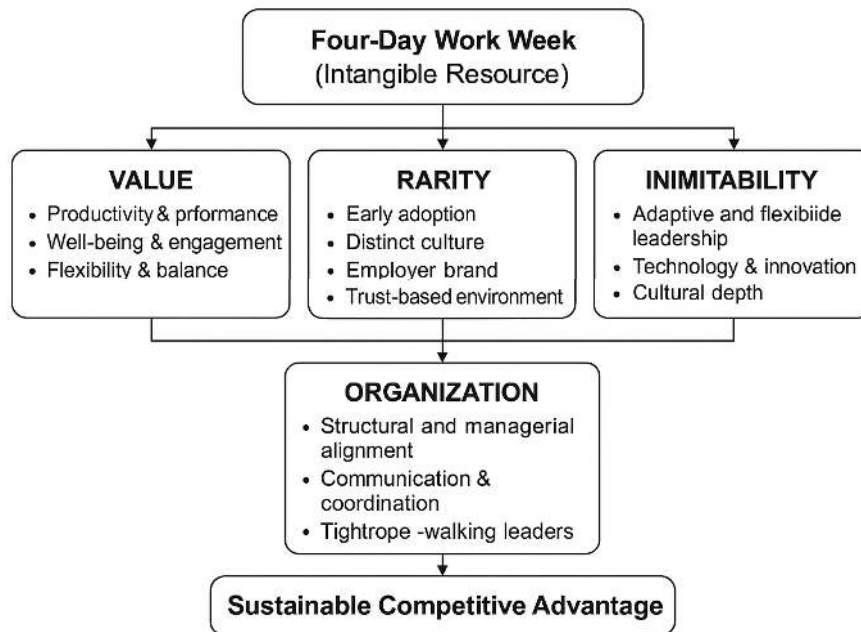 Four-Day Work Week
(Intangible Resource)
VALUE
• Productivity & prformance
• Well-being & engagement
• Flexibility & balance
RARITY
• Early adoption
• Distinct culture
• Employer brand
• Trust-based environment
INIMITABILITY
• Adaptive and flexibiide
leadership
• Technology & innovation
• Cultural depth
ORGANIZATION
• Structural and managerial
alignment
• Communication &
coordination
• Tightrope -walking leaders
Sustainable Competitive Advantage